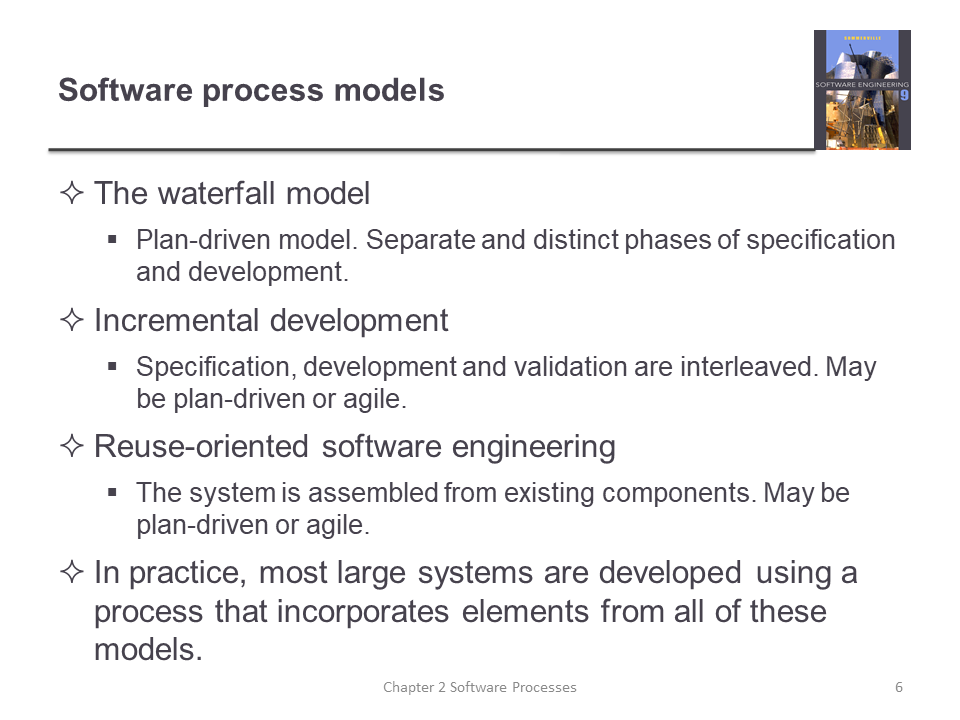 Software process models
SOMMERVILLE
SOFTWARE ENGINEERING
9
✧ The waterfall model
▪ Plan-driven model. Separate and distinct phases of specification
and development.
✧ Incremental development
▪ Specification, development and validation are interleaved. May
be plan-driven or agile.
✧ Reuse-oriented software engineering
▪ The system is assembled from existing components. May be
plan-driven or agile.
✧ In practice, most large systems are developed using a
process that incorporates elements from all of these
models.
Chapter 2 Software Processes
6